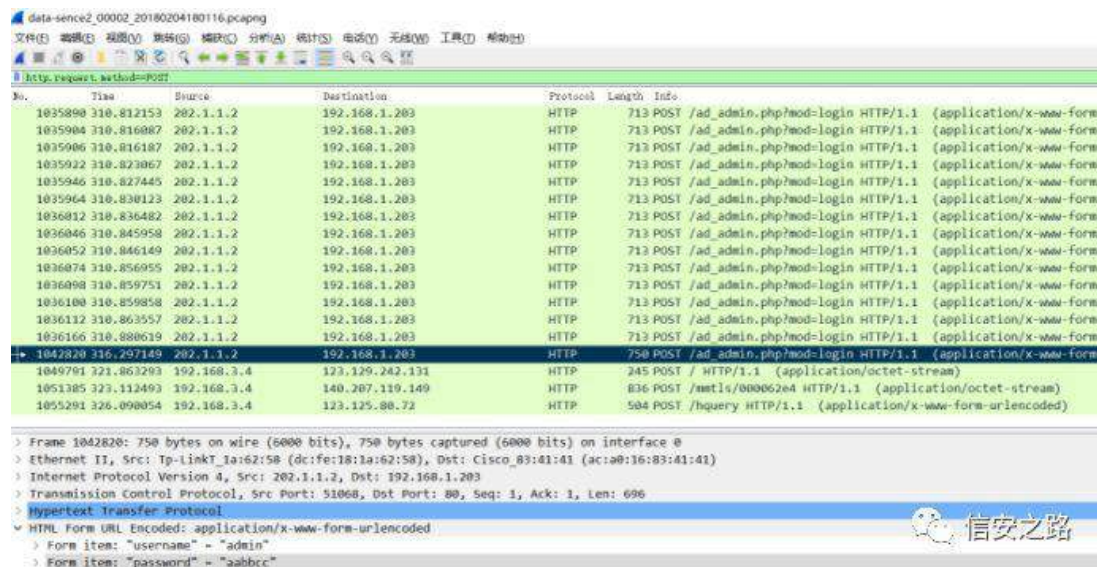 data-sence2_00002_20180204180116.pcapng
文件(F) 编辑(E) 视图(V) 跳转(G) 捕获(C) 分析(A) 统计(S) 电话(Y) 无线(W) 工具(T) 帮助(H)
http.request.method==POST
No. Time Source Destination Protocol Length Info
1035890 310.812153 202.1.1.2 192.168.1.203 HTTP 713 POST /ad_admin.php?mod=login HTTP/1.1 (application/x-www-form
1035904 310.816087 202.1.1.2 192.168.1.203 HTTP 713 POST /ad_admin.php?mod=login HTTP/1.1 (application/x-www-form
1035906 310.816187 202.1.1.2 192.168.1.203 HTTP 713 POST /ad_admin.php?mod=login HTTP/1.1 (application/x-www-form
1035922 310.823067 202.1.1.2 192.168.1.203 HTTP 713 POST /ad_admin.php?mod=login HTTP/1.1 (application/x-www-form
1035946 310.827445 202.1.1.2 192.168.1.203 HTTP 713 POST /ad_admin.php?mod=login HTTP/1.1 (application/x-www-form
1035964 310.830123 202.1.1.2 192.168.1.203 HTTP 713 POST /ad_admin.php?mod=login HTTP/1.1 (application/x-www-form
1036012 310.836482 202.1.1.2 192.168.1.203 HTTP 713 POST /ad_admin.php?mod=login HTTP/1.1 (application/x-www-form
1036046 310.845958 202.1.1.2 192.168.1.203 HTTP 713 POST /ad_admin.php?mod=login HTTP/1.1 (application/x-www-form
1036052 310.846149 202.1.1.2 192.168.1.203 HTTP 713 POST /ad_admin.php?mod=login HTTP/1.1 (application/x-www-form
1036074 310.856955 202.1.1.2 192.168.1.203 HTTP 713 POST /ad_admin.php?mod=login HTTP/1.1 (application/x-www-form
1036098 310.859751 202.1.1.2 192.168.1.203 HTTP 713 POST /ad_admin.php?mod=login HTTP/1.1 (application/x-www-form
1036100 310.859858 202.1.1.2 192.168.1.203 HTTP 713 POST /ad_admin.php?mod=login HTTP/1.1 (application/x-www-form
1036112 310.863557 202.1.1.2 192.168.1.203 HTTP 713 POST /ad_admin.php?mod=login HTTP/1.1 (application/x-www-form
1036166 310.880619 202.1.1.2 192.168.1.203 HTTP 713 POST /ad_admin.php?mod=login HTTP/1.1 (application/x-www-form
1042820 316.297149 202.1.1.2 192.168.1.203 HTTP 750 POST /ad_admin.php?mod=login HTTP/1.1 (application/x-www-form
1049791 321.863293 192.168.3.4 123.129.242.131 HTTP 245 POST / HTTP/1.1 (application/octet-stream)
1051385 323.112493 192.168.3.4 140.207.119.149 HTTP 836 POST /mmtls/000062e4 HTTP/1.1 (application/octet-stream)
1055291 326.090054 192.168.3.4 123.125.80.72 HTTP 504 POST /hquery HTTP/1.1 (application/x-www-form-urlencoded)
Frame 1042820: 750 bytes on wire (6000 bits), 750 bytes captured (6000 bits) on interface 0
Ethernet II, Src: Tp-LinkT_1a:62:58 (dc:fe:18:1a:62:58), Dst: Cisco_83:41:41 (ac:a0:16:83:41:41)
Internet Protocol Version 4, Src: 202.1.1.2, Dst: 192.168.1.203
Transmission Control Protocol, Src Port: 51068, Dst Port: 80, Seq: 1, Ack: 1, Len: 696
Hypertext Transfer Protocol
HTML Form URL Encoded: application/x-www-form-urlencoded
Form item: "username" = "admin"
Form item: "password" = "aabbcc"
信安之路